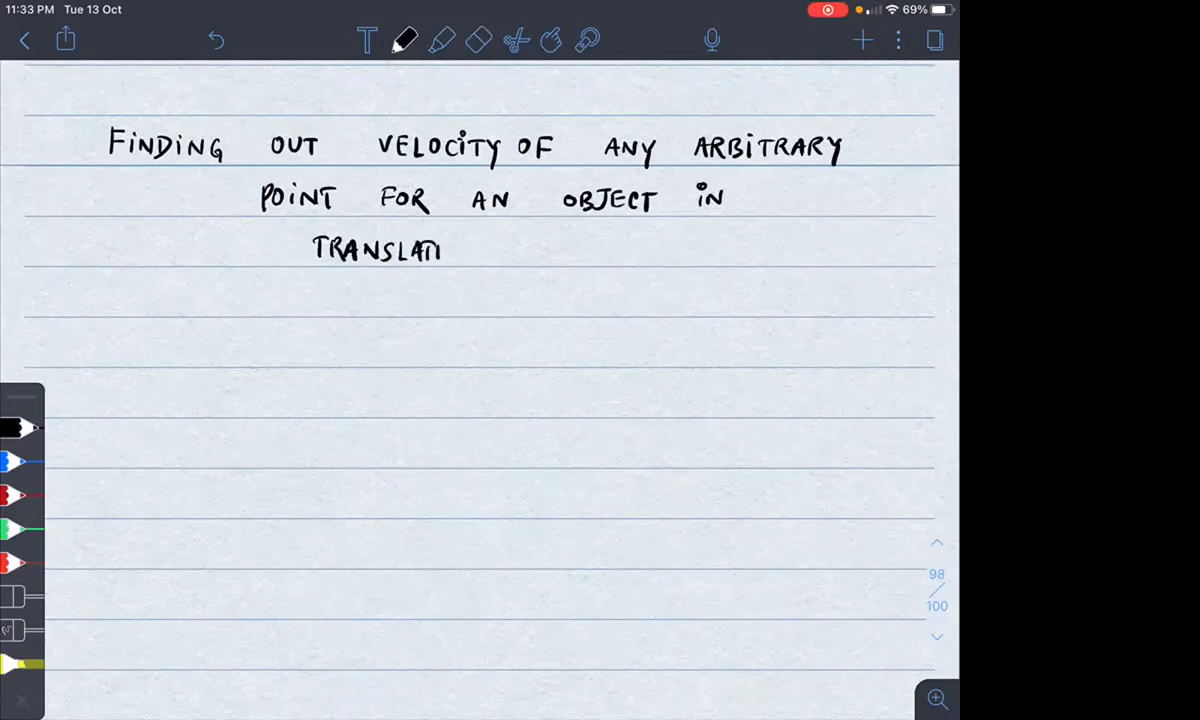 11:33 PM Tue 13 Oct 69%
FiNDiNG OUT VELOCiTY OF ANY ARBiTRARY
POiNT FOR AN OBJECT iN
TRANSLATi
98
100